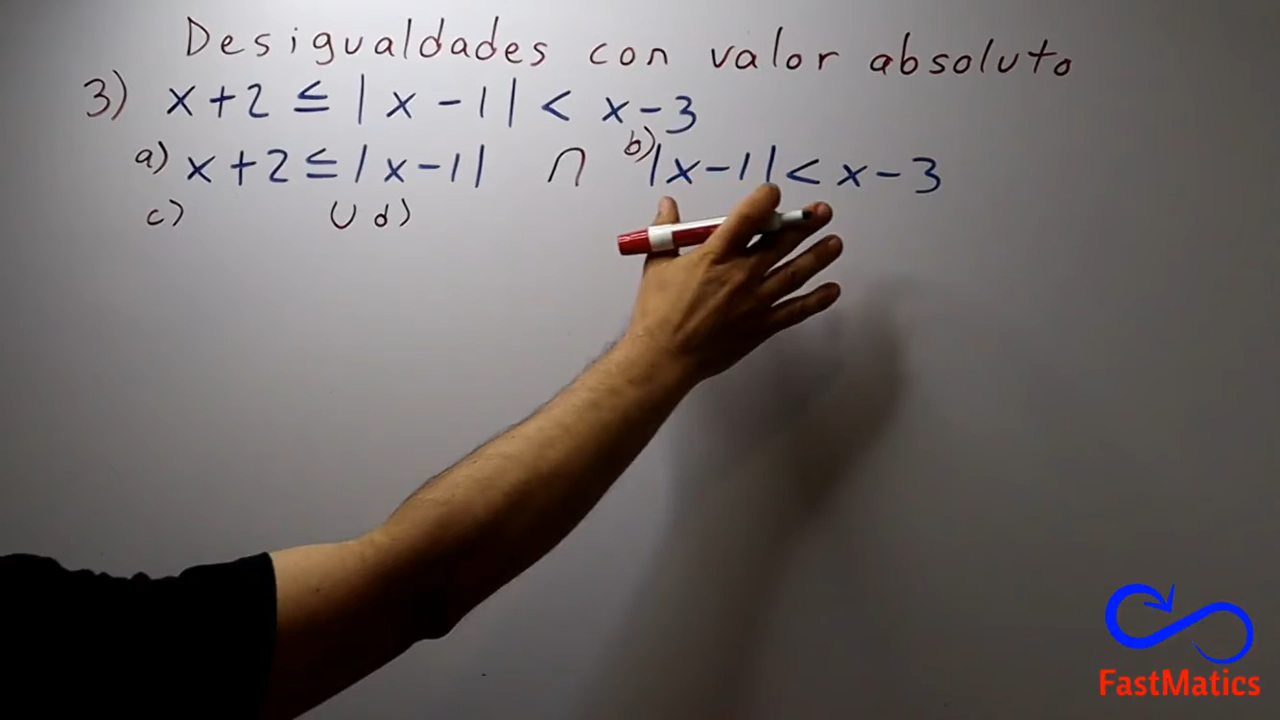 Desigualdades con valor absoluto
3) x+2 ≤ |x-1| < x-3
a) x+2 ≤ |x-1| ∩ b) |x-1| < x-3
c) ∪ d)
FastMatics